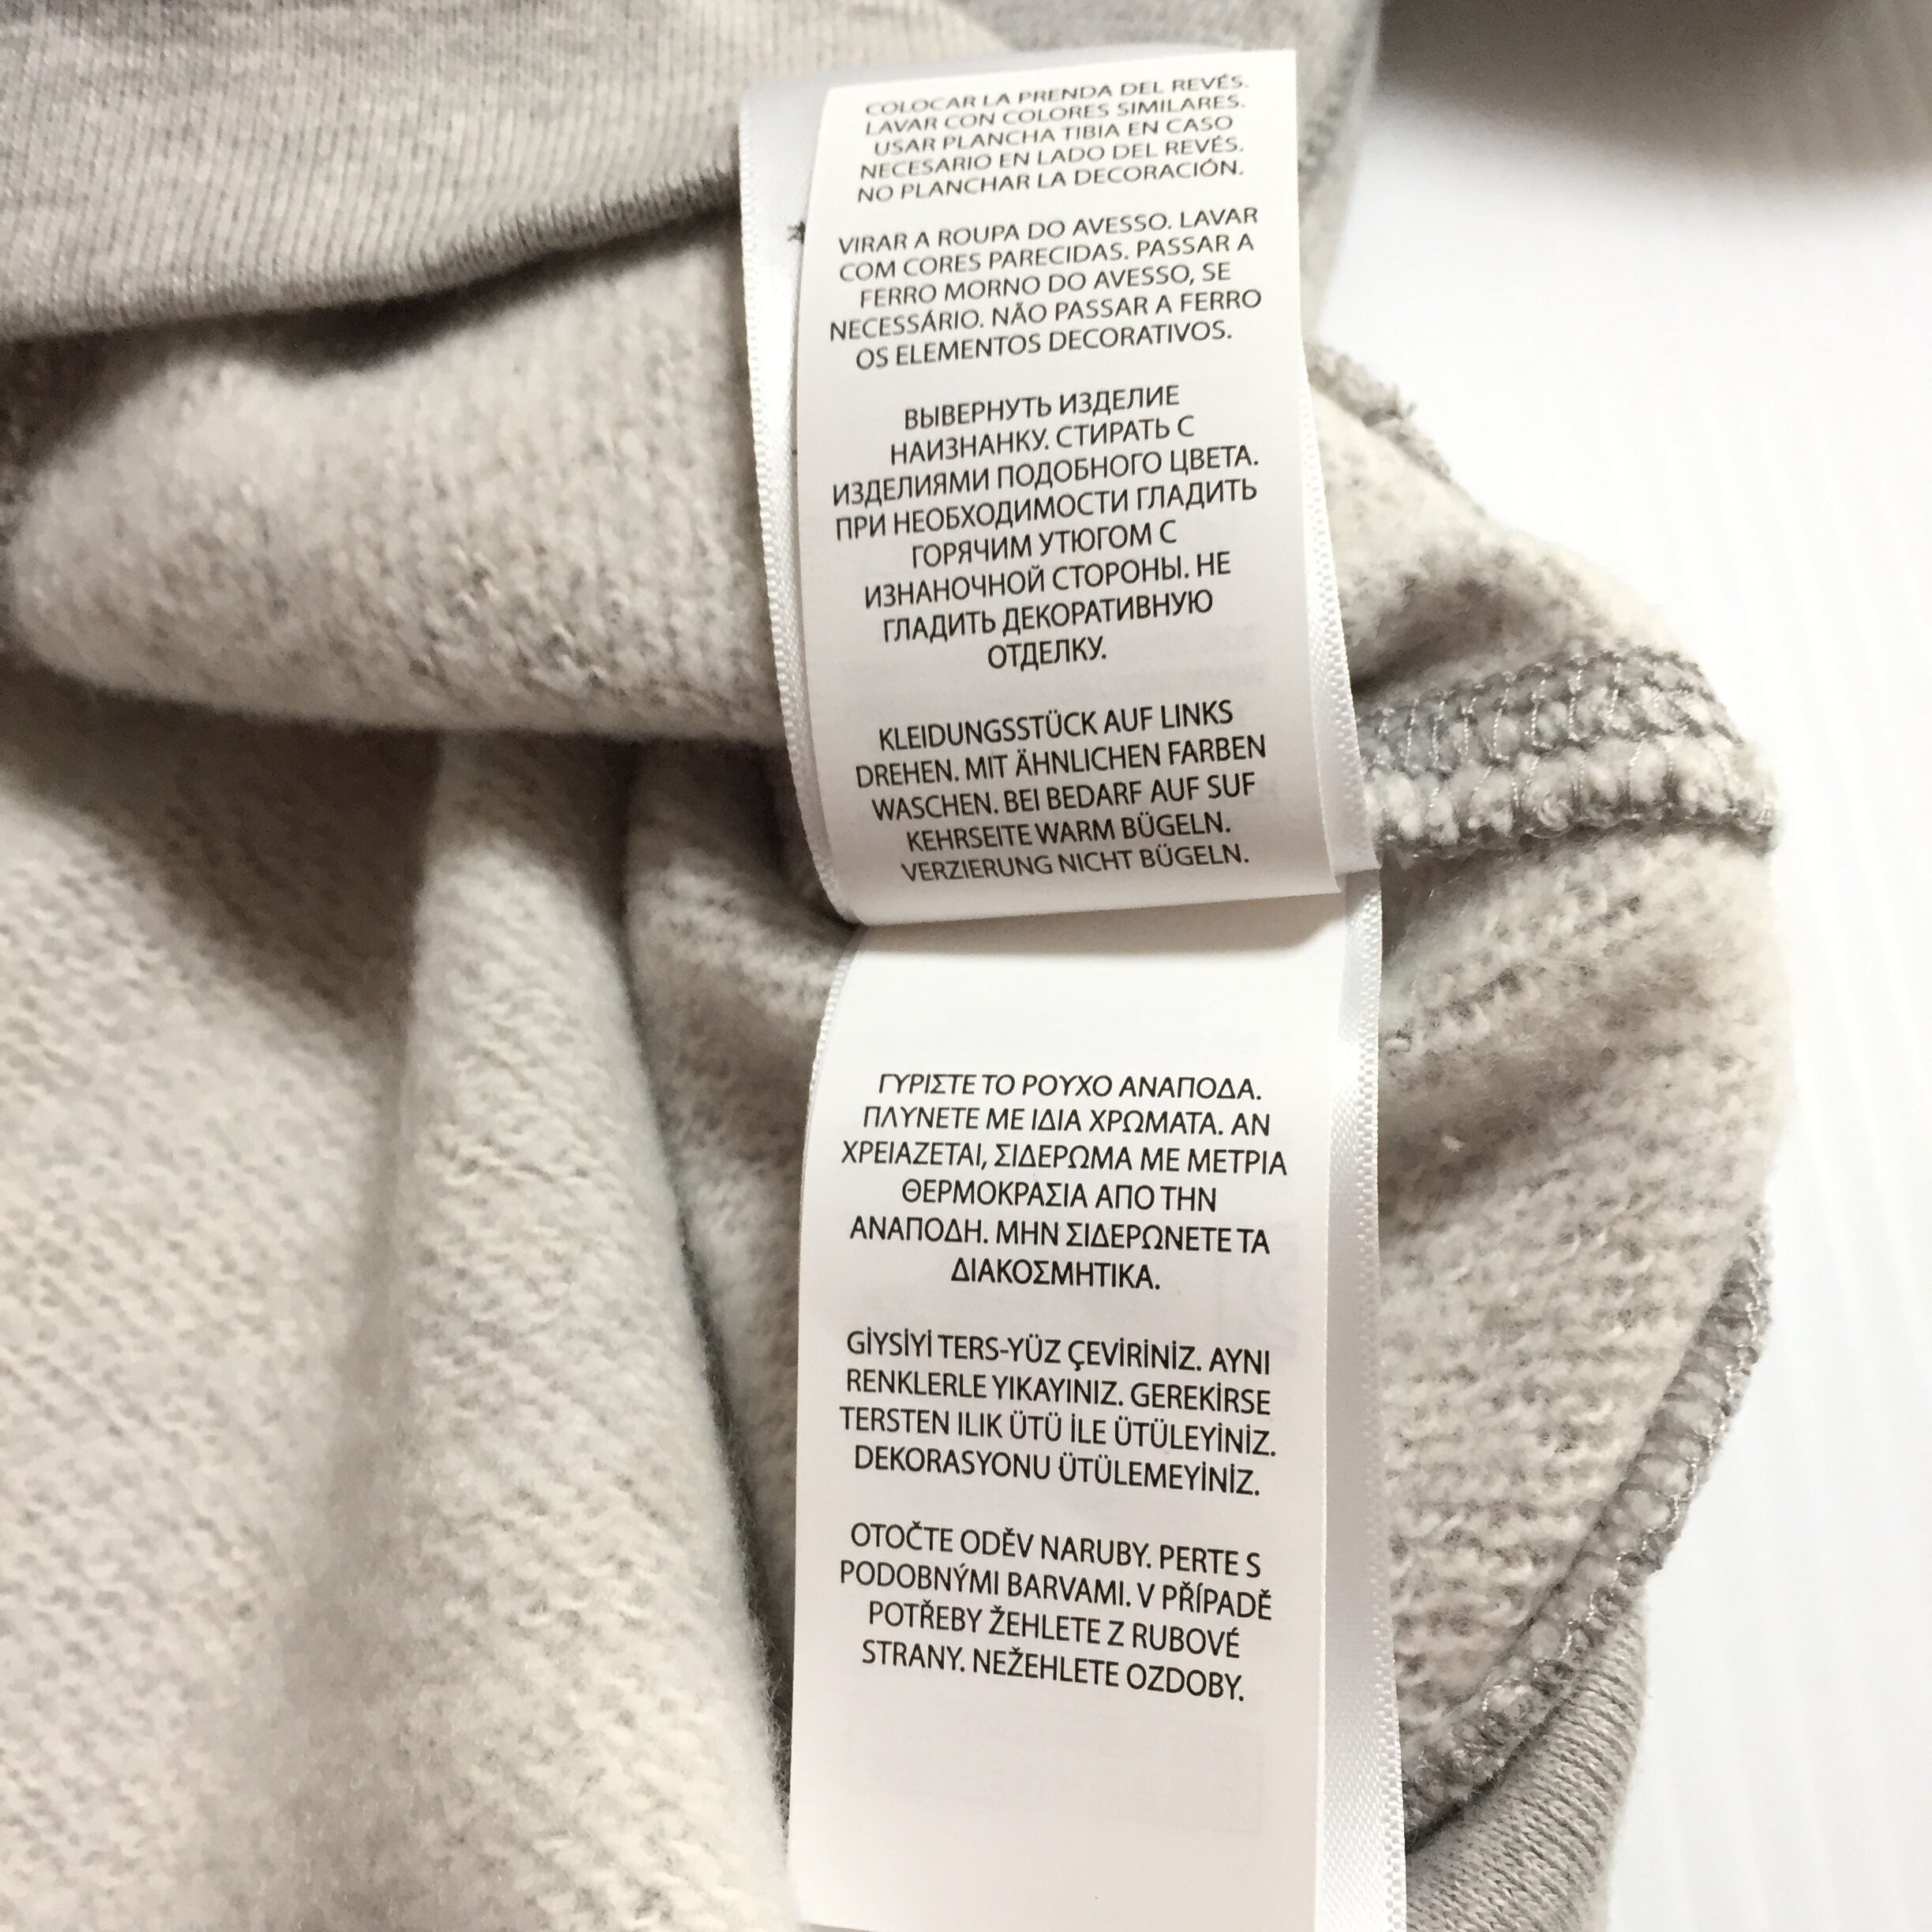 COLOCAR LA PRENDA DEL REVÉS.
LAVAR CON COLORES SIMILARES.
USAR PLANCHA TIBIA EN CASO
NECESARIO EN LADO DEL REVÉS.
NO PLANCHAR LA DECORACIÓN.
VIRAR A ROUPA DO AVESSO. LAVAR
COM CORES PARECIDAS. PASSAR A
FERRO MORNO DO AVESSO, SE
NECESSÁRIO. NÃO PASSAR A FERRO
OS ELEMENTOS DECORATIVOS.
ВЫВЕРНУТЬ ИЗДЕЛИЕ
НАИЗНАНКУ. СТИРАТЬ С
ИЗДЕЛИЯМИ ПОДОБНОГО ЦВЕТА.
ПРИ НЕОБХОДИМОСТИ ГЛАДИТЬ
ГОРЯЧИМ УТЮГОМ С
ИЗНАНОЧНОЙ СТОРОНЫ. НЕ
ГЛАДИТЬ ДЕКОРАТИВНУЮ
ОТДЕЛКУ.
KLEIDUNGSSTÜCK AUF LINKS
DREHEN. MIT ÄHNLICHEN FARBEN
WASCHEN. BEI BEDARF AUF SUF
KEHRSEITE WARM BÜGELN.
VERZIERUNG NICHT BÜGELN.
ΓΥΡΙΣΤΕ ΤΟ ΡΟΥΧΟ ΑΝΑΠΟΔΑ.
ΠΛΥΝΕΤΕ ΜΕ ΙΔΙΑ ΧΡΩΜΑΤΑ. ΑΝ
ΧΡΕΙΑΖΕΤΑΙ, ΣΙΔΕΡΩΜΑ ΜΕ ΜΕΤΡΙΑ
ΘΕΡΜΟΚΡΑΣΙΑ ΑΠΟ ΤΗΝ
ΑΝΑΠΟΔΗ. ΜΗΝ ΣΙΔΕΡΩΝΕΤΕ ΤΑ
ΔΙΑΚΟΣΜΗΤΙΚΑ.
GİYSİYİ TERS-YÜZ ÇEVİRİNİZ. AYNI
RENKLERLE YIKAYINIZ. GEREKİRSE
TERSTEN ILIK ÜTÜ İLE ÜTÜLEYİNİZ.
DEKORASYONU ÜTÜLEMEYİNİZ.
OTOČTE ODĚV NARUBY. PERTE S
PODOBNÝMI BARVAMI. V PŘÍPADĚ
POTŘEBY ŽEHLETE Z RUBOVÉ
STRANY. NEŽEHLETE OZDOBY.